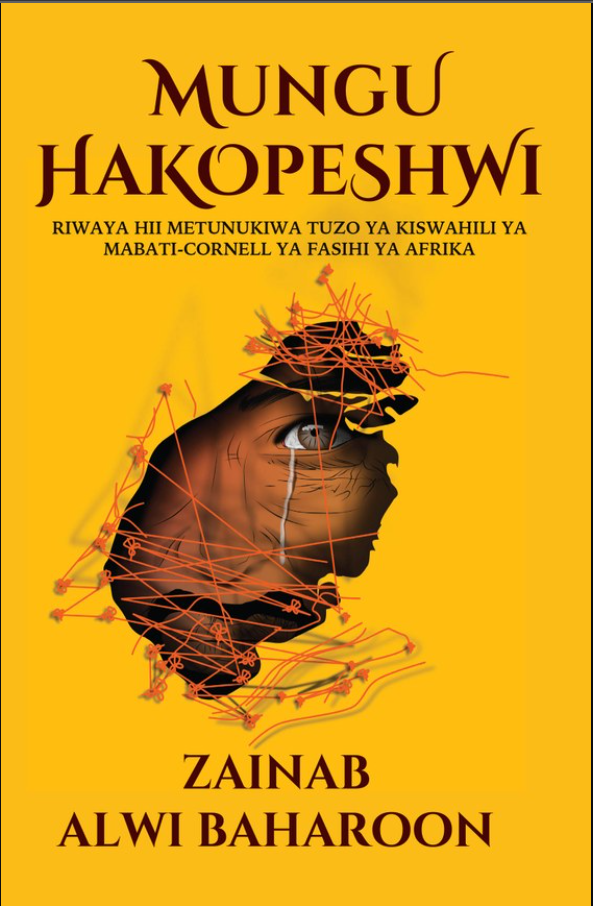 MUNGU
HAKOPESHWI
RIWAYA HII METUNUKIWA TUZO YA KISWAHILI YA
MABATI-CORNELL YA FASIHI YA AFRIKA
ZAINAB
ALWI BAHAROON